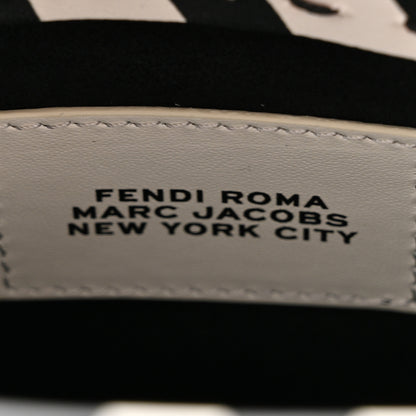 FENDI ROMA
MARC JACOBS
NEW YORK CITY